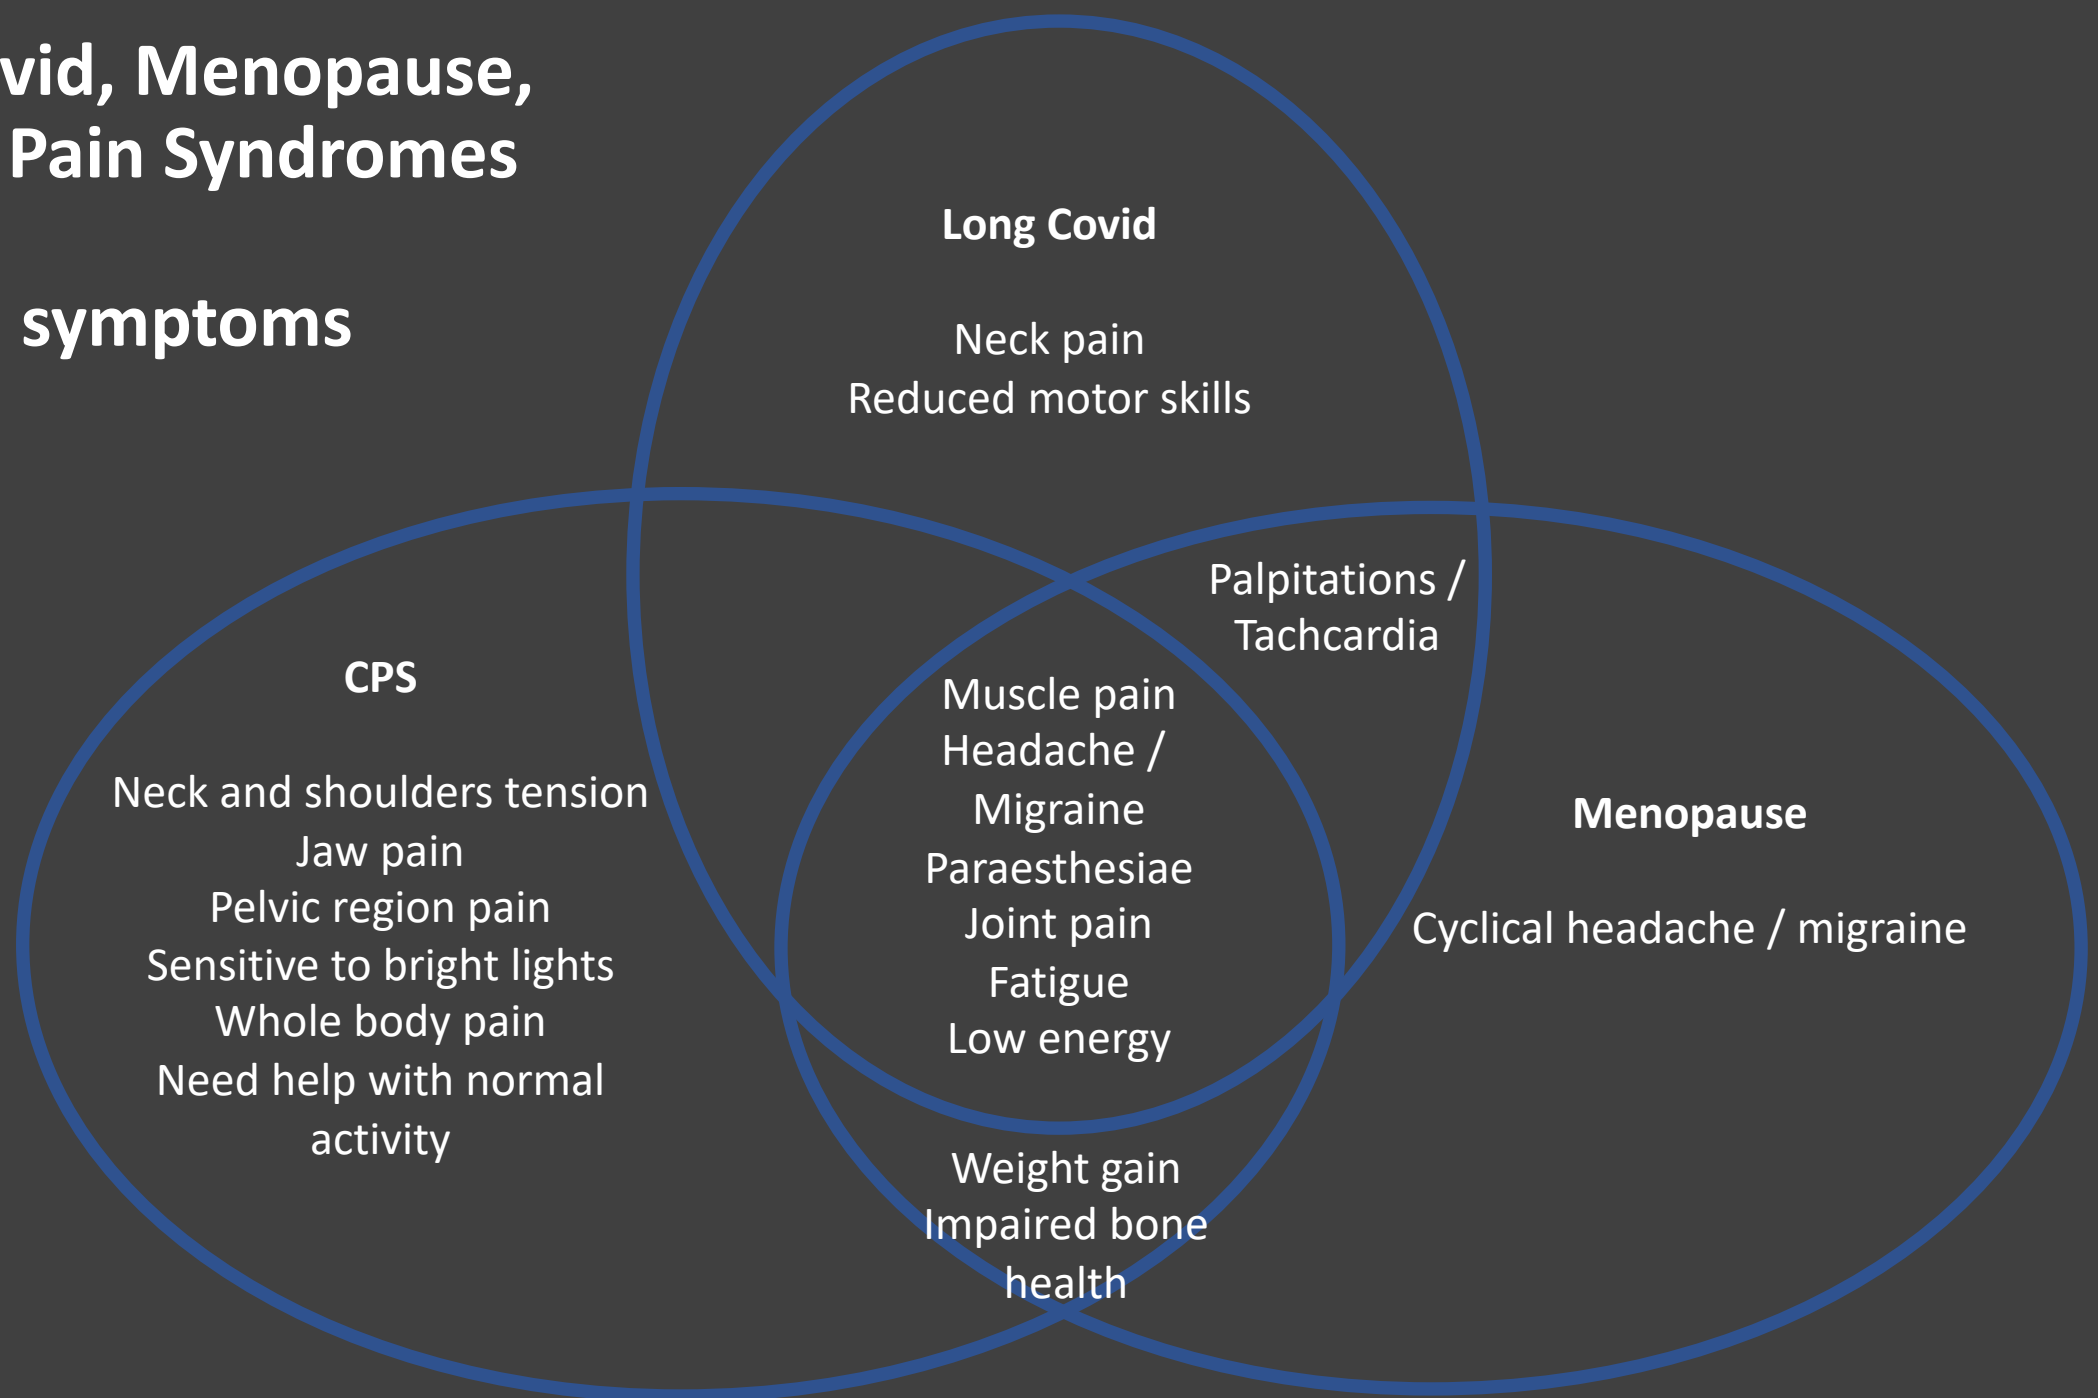 vid, Menopause,
Pain Syndromes
symptoms
Long Covid
Neck pain
Reduced motor skills
Palpitations /
Tachcardia
CPS
Neck and shoulders tension
Jaw pain
Pelvic region pain
Sensitive to bright lights
Whole body pain
Need help with normal
activity
Muscle pain
Headache /
Migraine
Paraesthesiae
Joint pain
Fatigue
Low energy
Menopause
Cyclical headache / migraine
Weight gain
Impaired bone
health